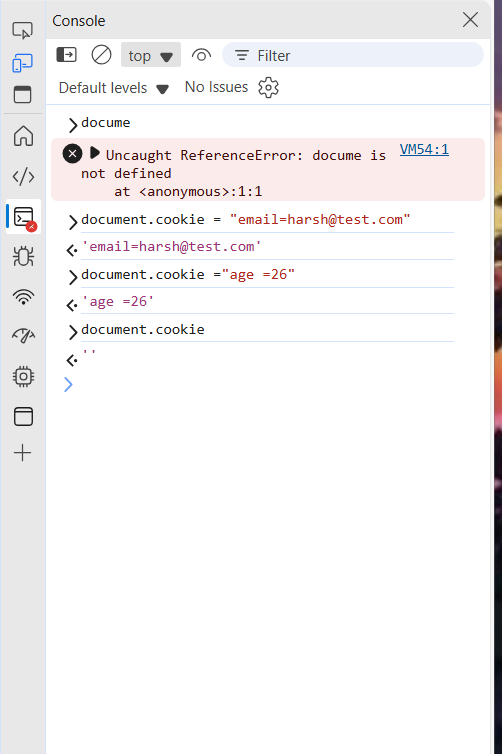 Console
top
Filter
Default levels
No Issues
docume
Uncaught ReferenceError: docume is
VM54:1
not defined
at <anonymous>:1:1
document.cookie = "email=harsh@test.com"
'email=harsh@test.com'
document.cookie ="age =26"
'age =26'
document.cookie
''